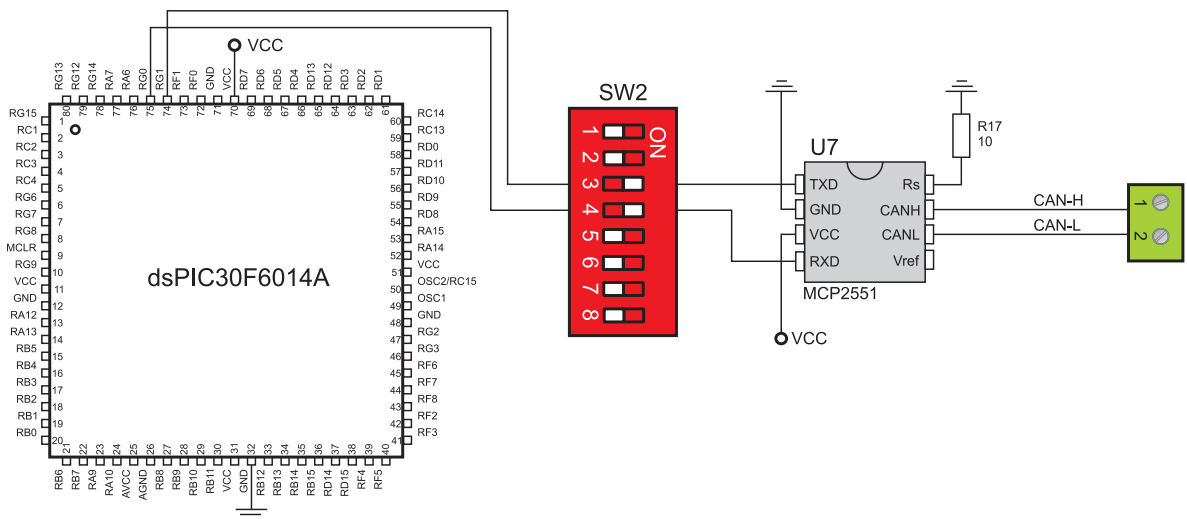 VCC
RG13
RG12
RG14
RA7
RA6
RG0
RG1
RF1
RF0
GND
VCC
RD7
RD6
RD5
RD4
RD13
RD12
RD3
RD2
RD1
80
79
78
77
76
75
74
73
72
71
70
69
68
67
66
65
64
63
62
61
RG15 1
RC1 2
RC2 3
RC3 4
RC4 5
RG6 6
RG7 7
RG8 8
MCLR 9
RG9 10
VCC 11
GND 12
RA12 13
RA13 14
RB5 15
RB4 16
RB3 17
RB2 18
RB1 19
RB0 20
dsPIC30F6014A
60 RC14
59 RC13
58 RD0
57 RD11
56 RD10
55 RD9
54 RD8
53 RA15
52 RA14
51 VCC
50 OSC2/RC15
49 OSC1
48 GND
47 RG2
46 RG3
45 RF6
44 RF7
43 RF8
42 RF2
41 RF3
21
22
23
24
25
26
27
28
29
30
31
32
33
34
35
36
37
38
39
40
RB6
RB7
RA9
RA10
AVCC
AGND
RB8
RB9
RB10
RB11
VCC
GND
RB12
RB13
RB14
RB15
RD14
RD15
RF4
RF5
SW2
ON
1
2
3
4
5
6
7
8
U7
TXD
GND
VCC
RXD
Rs
CANH
CANL
Vref
MCP2551
VCC
R17
10
CAN-H
CAN-L
1
2